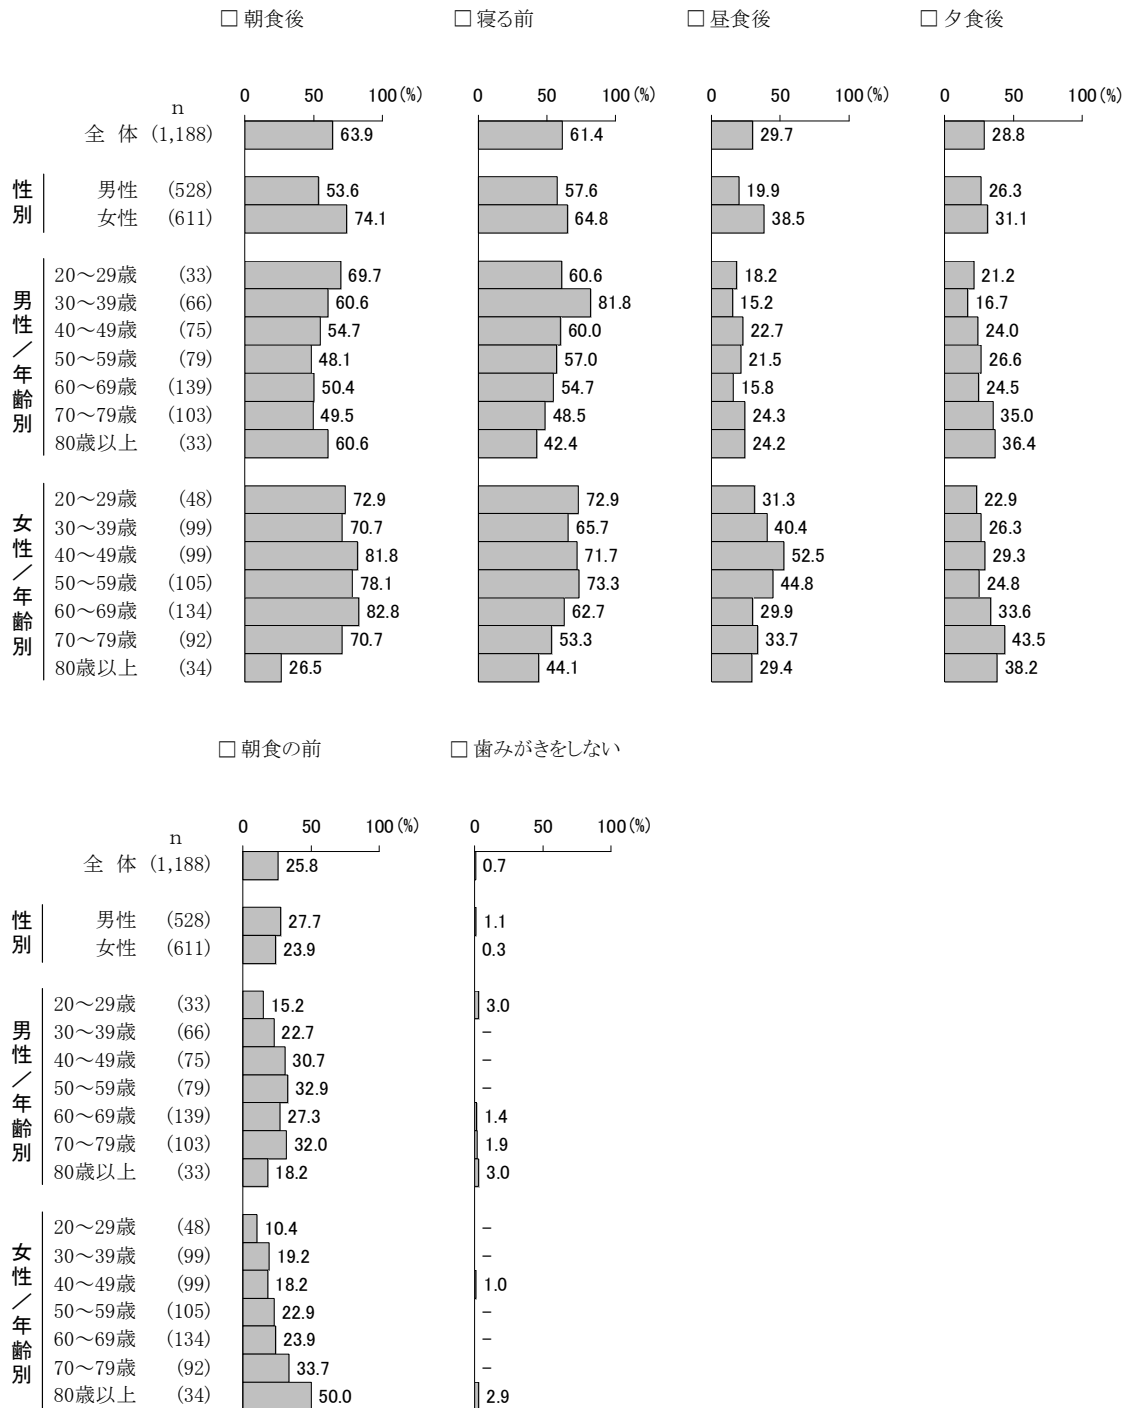 □ 朝食後 □ 寝る前 □ 昼食後 □ 夕食後
0 50 100(%) 0 50 100(%) 0 50 100(%) 0 50 100(%)
n
全 体 (1,188) 63.9 61.4 29.7 28.8
性別
男性 (528) 53.6 57.6 19.9 26.3
女性 (611) 74.1 64.8 38.5 31.1
男性／年齢別
20～29歳 (33) 69.7 60.6 18.2 21.2
30～39歳 (66) 60.6 81.8 15.2 16.7
40～49歳 (75) 54.7 60.0 22.7 24.0
50～59歳 (79) 48.1 57.0 21.5 26.6
60～69歳 (139) 50.4 54.7 15.8 24.5
70～79歳 (103) 49.5 48.5 24.3 35.0
80歳以上 (33) 60.6 42.4 24.2 36.4
女性／年齢別
20～29歳 (48) 72.9 72.9 31.3 22.9
30～39歳 (99) 70.7 65.7 40.4 26.3
40～49歳 (99) 81.8 71.7 52.5 29.3
50～59歳 (105) 78.1 73.3 44.8 24.8
60～69歳 (134) 82.8 62.7 29.9 33.6
70～79歳 (92) 70.7 53.3 33.7 43.5
80歳以上 (34) 26.5 44.1 29.4 38.2
□ 朝食の前 □ 歯みがきをしない
0 50 100(%) 0 50 100(%)
n
全 体 (1,188) 25.8 0.7
性別
男性 (528) 27.7 1.1
女性 (611) 23.9 0.3
男性／年齢別
20～29歳 (33) 15.2 3.0
30～39歳 (66) 22.7 －
40～49歳 (75) 30.7 －
50～59歳 (79) 32.9 －
60～69歳 (139) 27.3 1.4
70～79歳 (103) 32.0 1.9
80歳以上 (33) 18.2 3.0
女性／年齢別
20～29歳 (48) 10.4 －
30～39歳 (99) 19.2 －
40～49歳 (99) 18.2 1.0
50～59歳 (105) 22.9 －
60～69歳 (134) 23.9 －
70～79歳 (92) 33.7 －
80歳以上 (34) 50.0 2.9